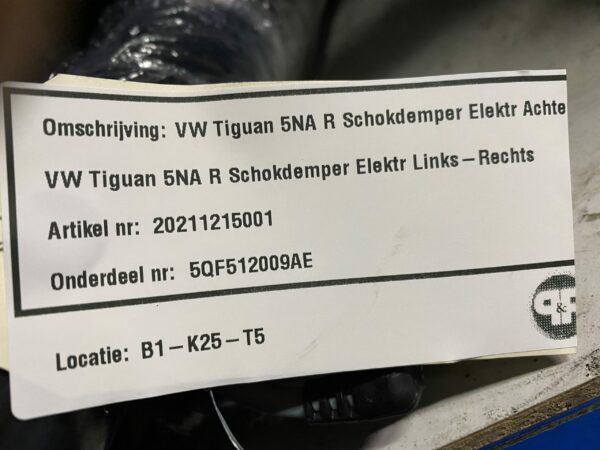 Omschrijving: VW Tiguan 5NA R Schokdemper Elektr Achte
VW Tiguan 5NA R Schokdemper Elektr Links-Rechts
Artikel nr: 20211215001
Onderdeel nr: 5QF512009AE
P&P
Locatie: B1-K25-T5